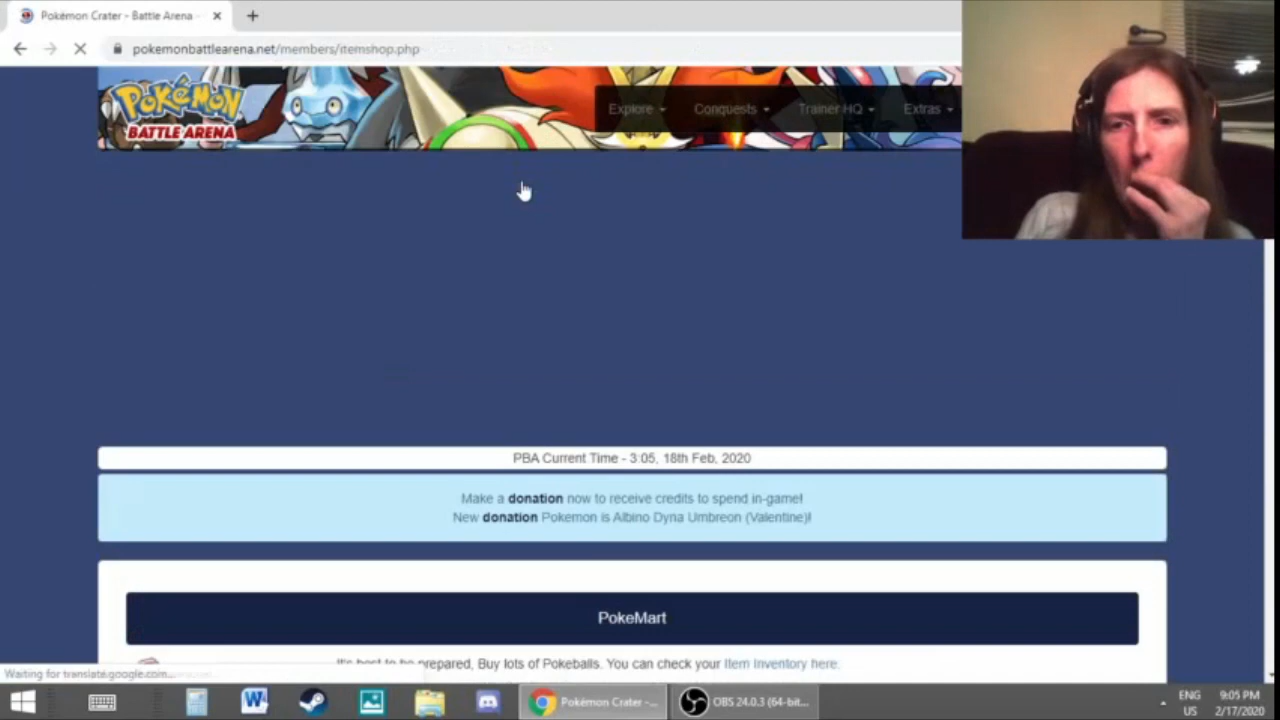 Pokémon Crater - Battle Arena
pokemonbattlearena.net/members/itemshop.php
POKéMON
BATTLE ARENA
Explore
Conquests
Trainer HQ
Extras
PBA Current Time - 3:05, 18th Feb, 2020
Make a donation now to receive credits to spend in-game!
New donation Pokemon is Albino Dyna Umbreon (Valentine)!
PokeMart
It's best to be prepared, Buy lots of Pokeballs. You can check your Item Inventory here.
Waiting for translate.google.com...
Pokémon Crater -...
OBS 24.0.3 (64-bit...
ENG
US
9:05 PM
2/17/2020